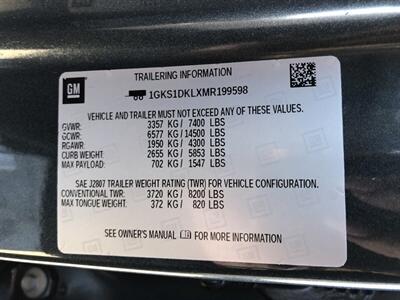 TRAILERING INFORMATION
GM
1GKS1DKLXMR199598
VEHICLE AND TRAILER MUST NOT EXCEED ANY OF THESE VALUES.
GVWR: 3357 KG / 7400 LBS
GCWR: 6577 KG / 14500 LBS
RGAWR: 1950 KG / 4300 LBS
CURB WEIGHT: 2655 KG / 5853 LBS
MAX PAYLOAD: 702 KG / 1547 LBS
SAE J2807 TRAILER WEIGHT RATING (TWR) FOR VEHICLE CONFIGURATION.
CONVENTIONAL TWR: 3720 KG / 8200 LBS
MAX TONGUE WEIGHT: 372 KG / 820 LBS
SEE OWNER'S MANUAL FOR MORE INFORMATION